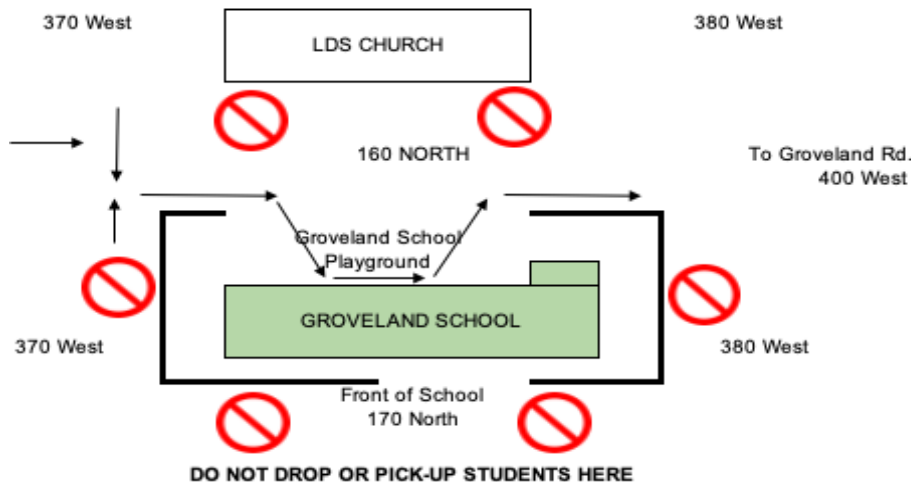 370 West
LDS CHURCH
380 West
160 NORTH
To Groveland Rd.
400 West
Groveland School
Playground
GROVELAND SCHOOL
370 West
380 West
Front of School
170 North
DO NOT DROP OR PICK-UP STUDENTS HERE